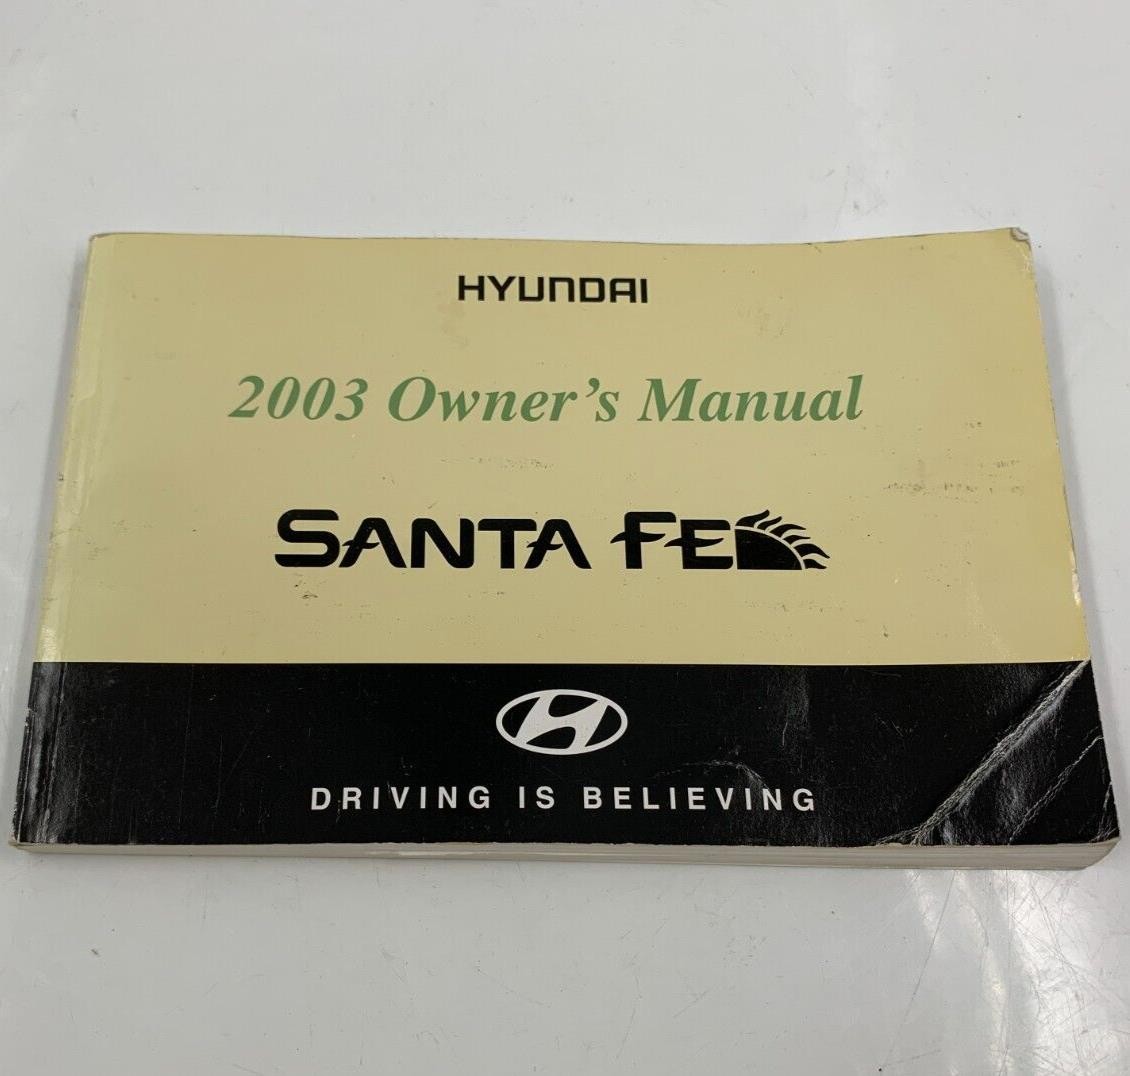 HYUNDAI
2003 Owner's Manual
SANTA FE
DRIVING IS BELIEVING